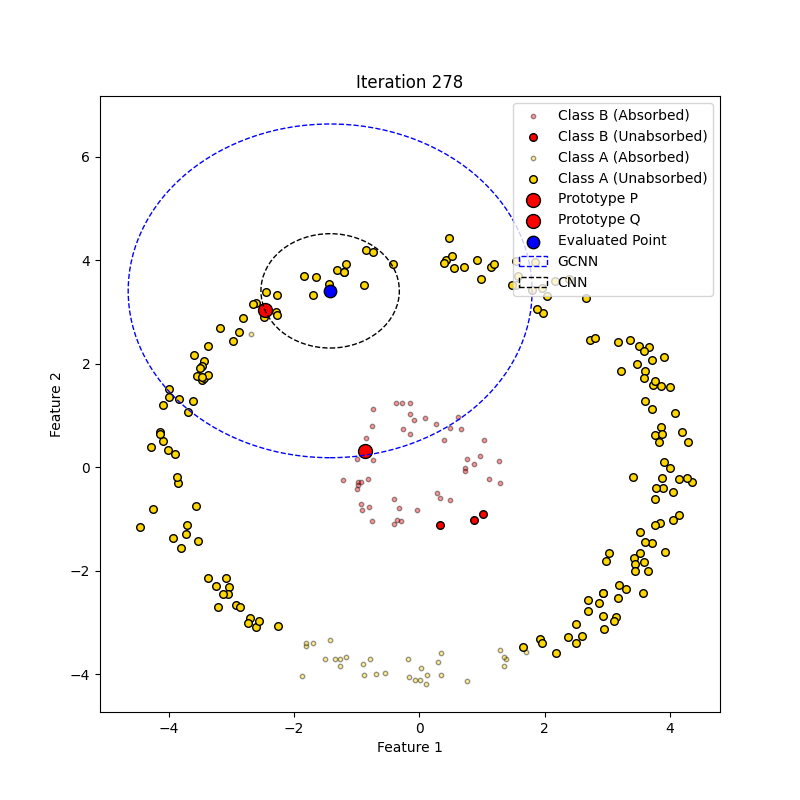 Iteration 278
Class B (Absorbed)
Class B (Unabsorbed)
Class A (Absorbed)
Class A (Unabsorbed)
Prototype P
Prototype Q
Evaluated Point
GCNN
CNN
6
4
2
0
−2
−4
Feature 2
−4
−2
0
2
4
Feature 1